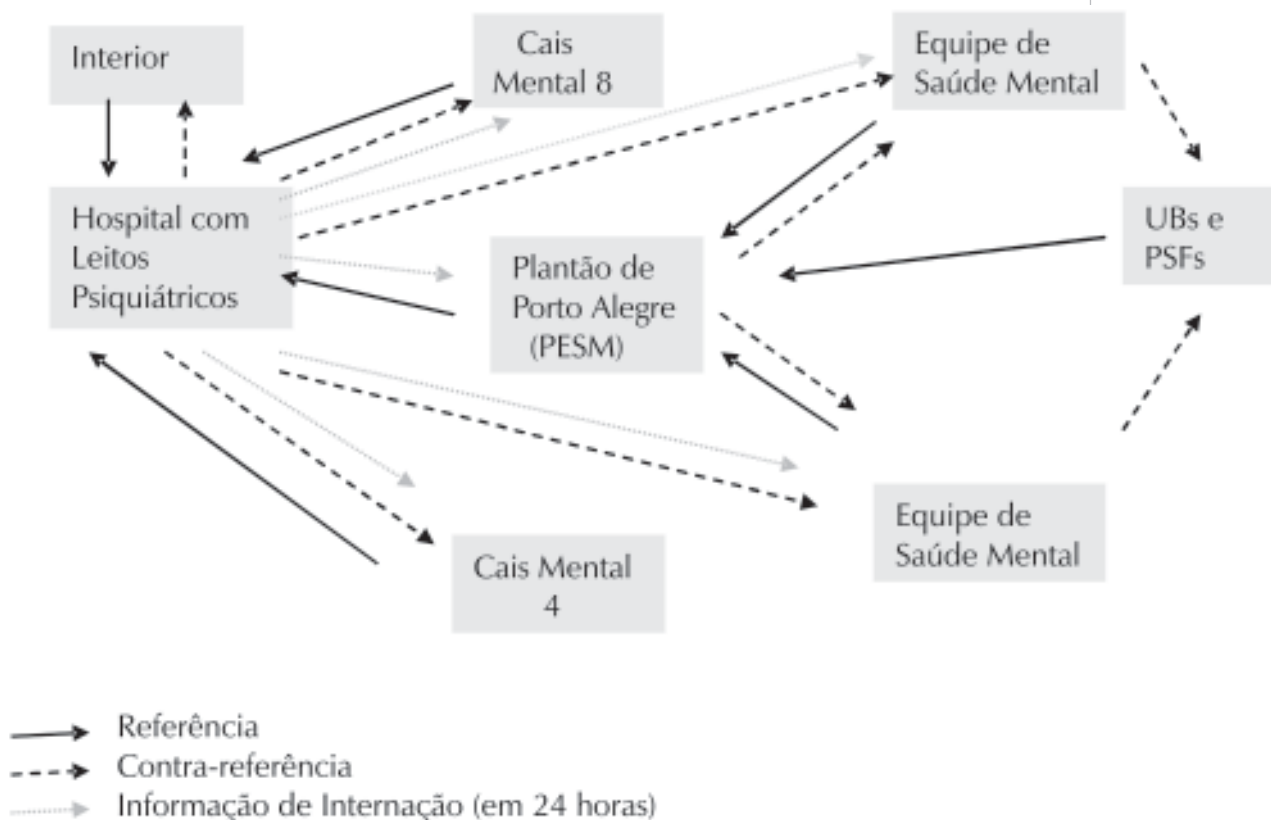 Interior
Cais
Mental 8
Equipe de
Saúde Mental
Hospital com
Leitos
Psiquiátricos
Plantão de
Porto Alegre
(PESM)
UBs e
PSFs
Cais Mental
4
Equipe de
Saúde Mental
Referência
Contra-referência
Informação de Internação (em 24 horas)